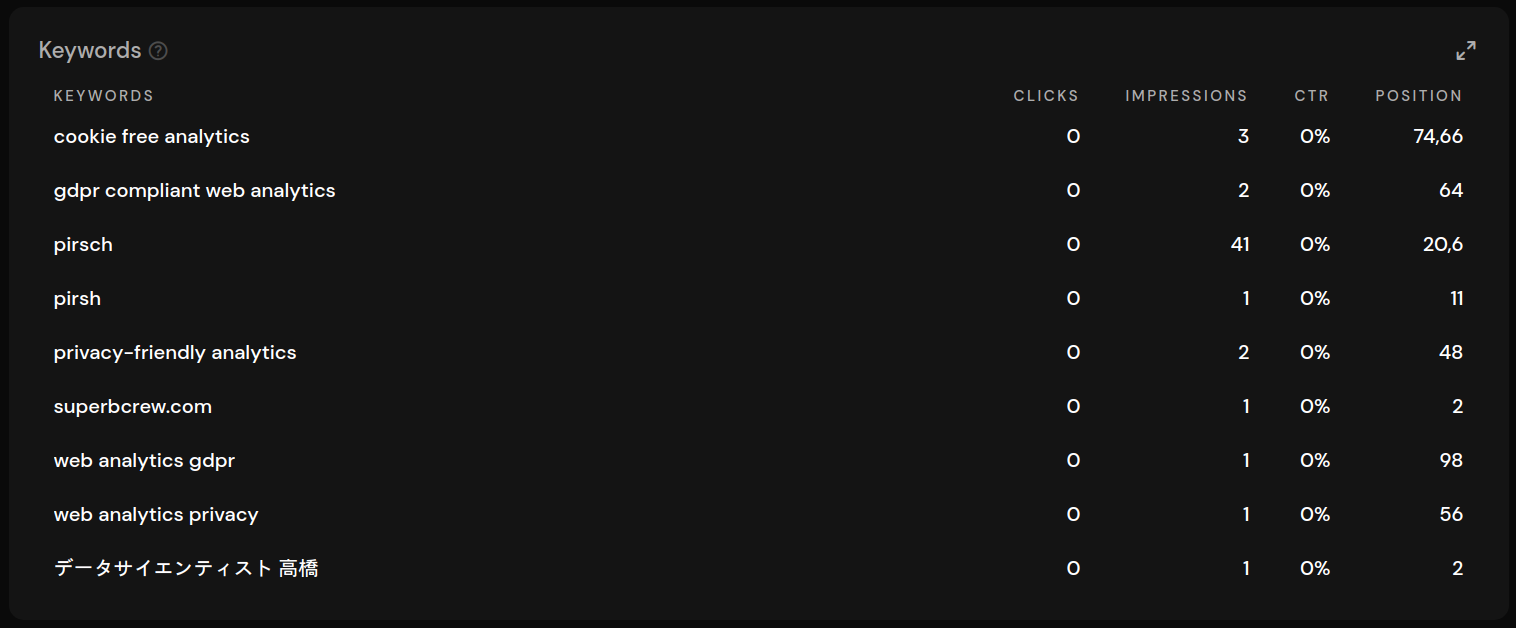 Keywords
KEYWORDS CLICKS IMPRESSIONS CTR POSITION
cookie free analytics 0 3 0% 74,66
gdpr compliant web analytics 0 2 0% 64
pirsch 0 41 0% 20,6
pirsh 0 1 0% 11
privacy-friendly analytics 0 2 0% 48
superbcrew.com 0 1 0% 2
web analytics gdpr 0 1 0% 98
web analytics privacy 0 1 0% 56
データサイエンティスト 高橋 0 1 0% 2